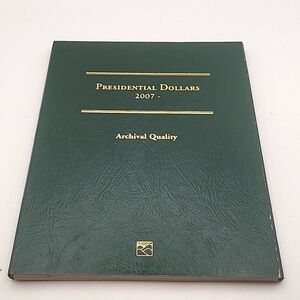 PRESIDENTIAL DOLLARS
2007 -
Archival Quality